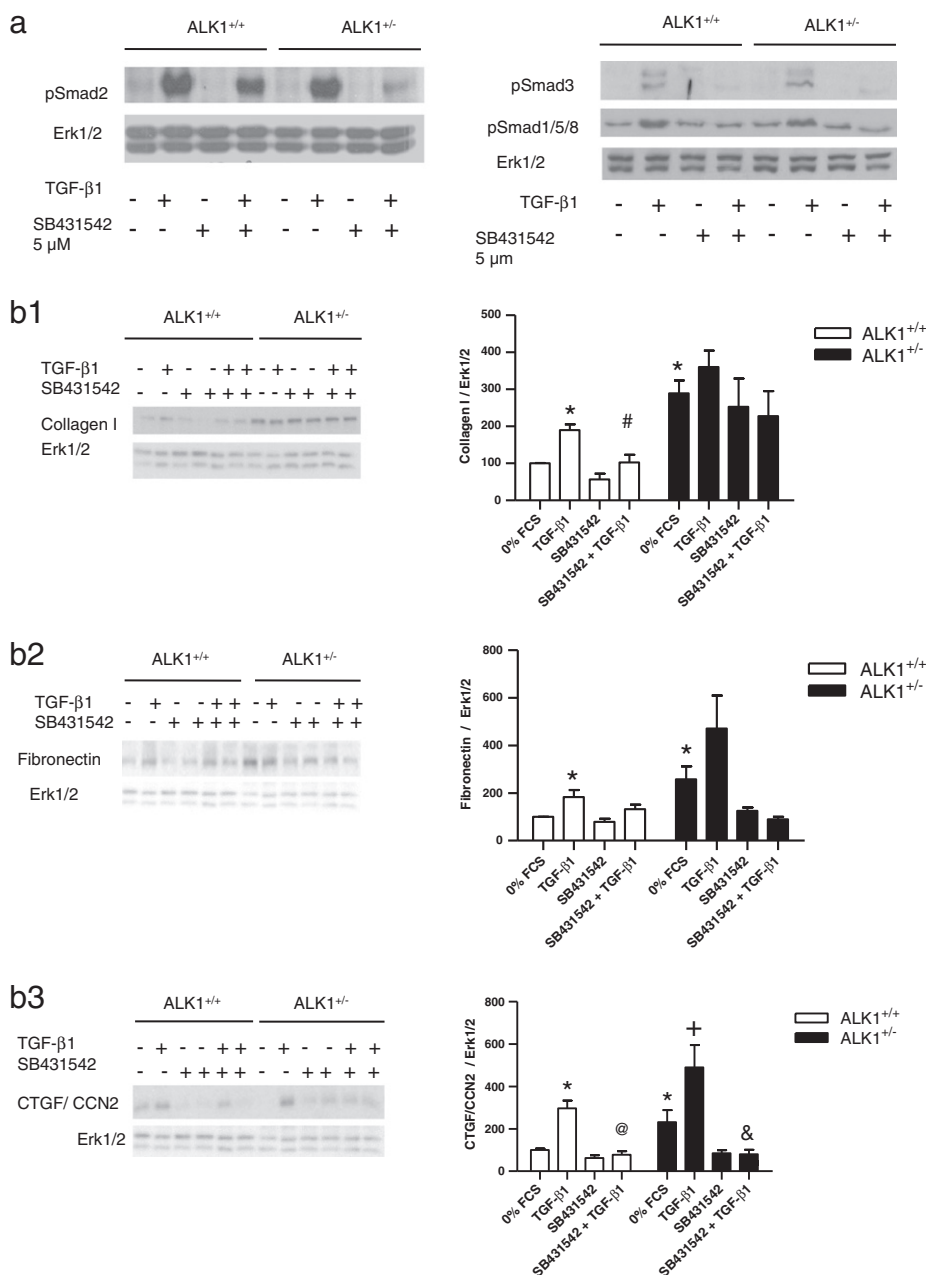 a
ALK1+/+ ALK1+/-
pSmad2
Erk1/2
TGF-β1 - + - + - + - +
SB431542 - - + + - - + +
5 µM
ALK1+/+ ALK1+/-
pSmad3
pSmad1/5/8
Erk1/2
TGF-β1 - + - + - + - +
SB431542 - - + + - - + +
5 µm
b1
ALK1+/+ ALK1+/-
TGF-β1 - + - - + + - + - - + +
SB431542 - - + + + + - - + + + +
Collagen I
Erk1/2
Collagen I / Erk1/2
500
400
300
200
100
0
* # *
0% FCS TGF-β1 SB431542 SB431542 + TGF-β1 0% FCS TGF-β1 SB431542 SB431542 + TGF-β1
ALK1+/+
ALK1+/-
b2
ALK1+/+ ALK1+/-
TGF-β1 - + - - + + - + - - + +
SB431542 - - + + + + - - + + + +
Fibronectin
Erk1/2
Fibronectin / Erk1/2
800
600
400
200
0
* *
0% FCS TGF-β1 SB431542 SB431542 + TGF-β1 0% FCS TGF-β1 SB431542 SB431542 + TGF-β1
ALK1+/+
ALK1+/-
b3
ALK1+/+ ALK1+/-
TGF-β1 - + - - + + - + - - + +
SB431542 - - + + + + - - + + + +
CTGF/ CCN2
Erk1/2
CTGF/CCN2 / Erk1/2
800
600
400
200
0
* @ * + &
0% FCS TGF-β1 SB431542 SB431542 + TGF-β1 0% FCS TGF-β1 SB431542 SB431542 + TGF-β1
ALK1+/+
ALK1+/-